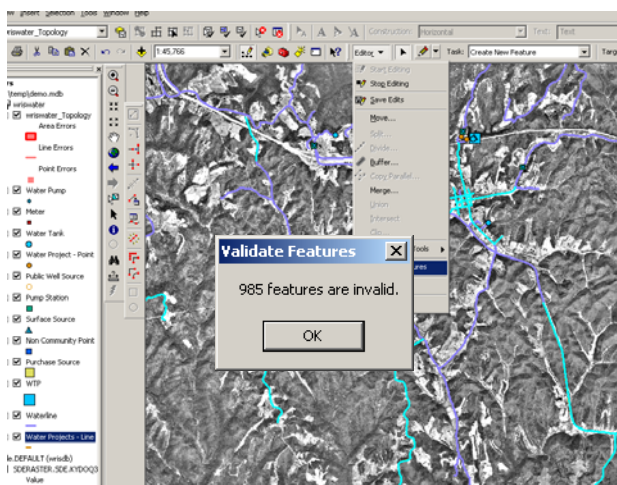 Insert Selection Tools Window Help
wriswater_Topology
Construction: Horizontal
Text: Text
1:45,766
Editor
Task: Create New Feature
Targ
Start Editing
Stop Editing
Save Edits
Move...
Split...
Divide...
Buffer...
Copy Parallel...
Merge...
Union
Intersect
Clip...
Tools
ures
rs
\temp\demo.mdb
wriswater
wriswater_Topology
Area Errors
Line Errors
Point Errors
Water Pump
Meter
Water Tank
Water Project - Point
Public Well Source
Pump Station
Surface Source
Non Community Point
Purchase Source
WTP
Waterline
Water Projects - Line
le.DEFAULT (wrisdb)
SDERASTER.SDE.KYDOQ3
Value
Validate Features
985 features are invalid.
OK